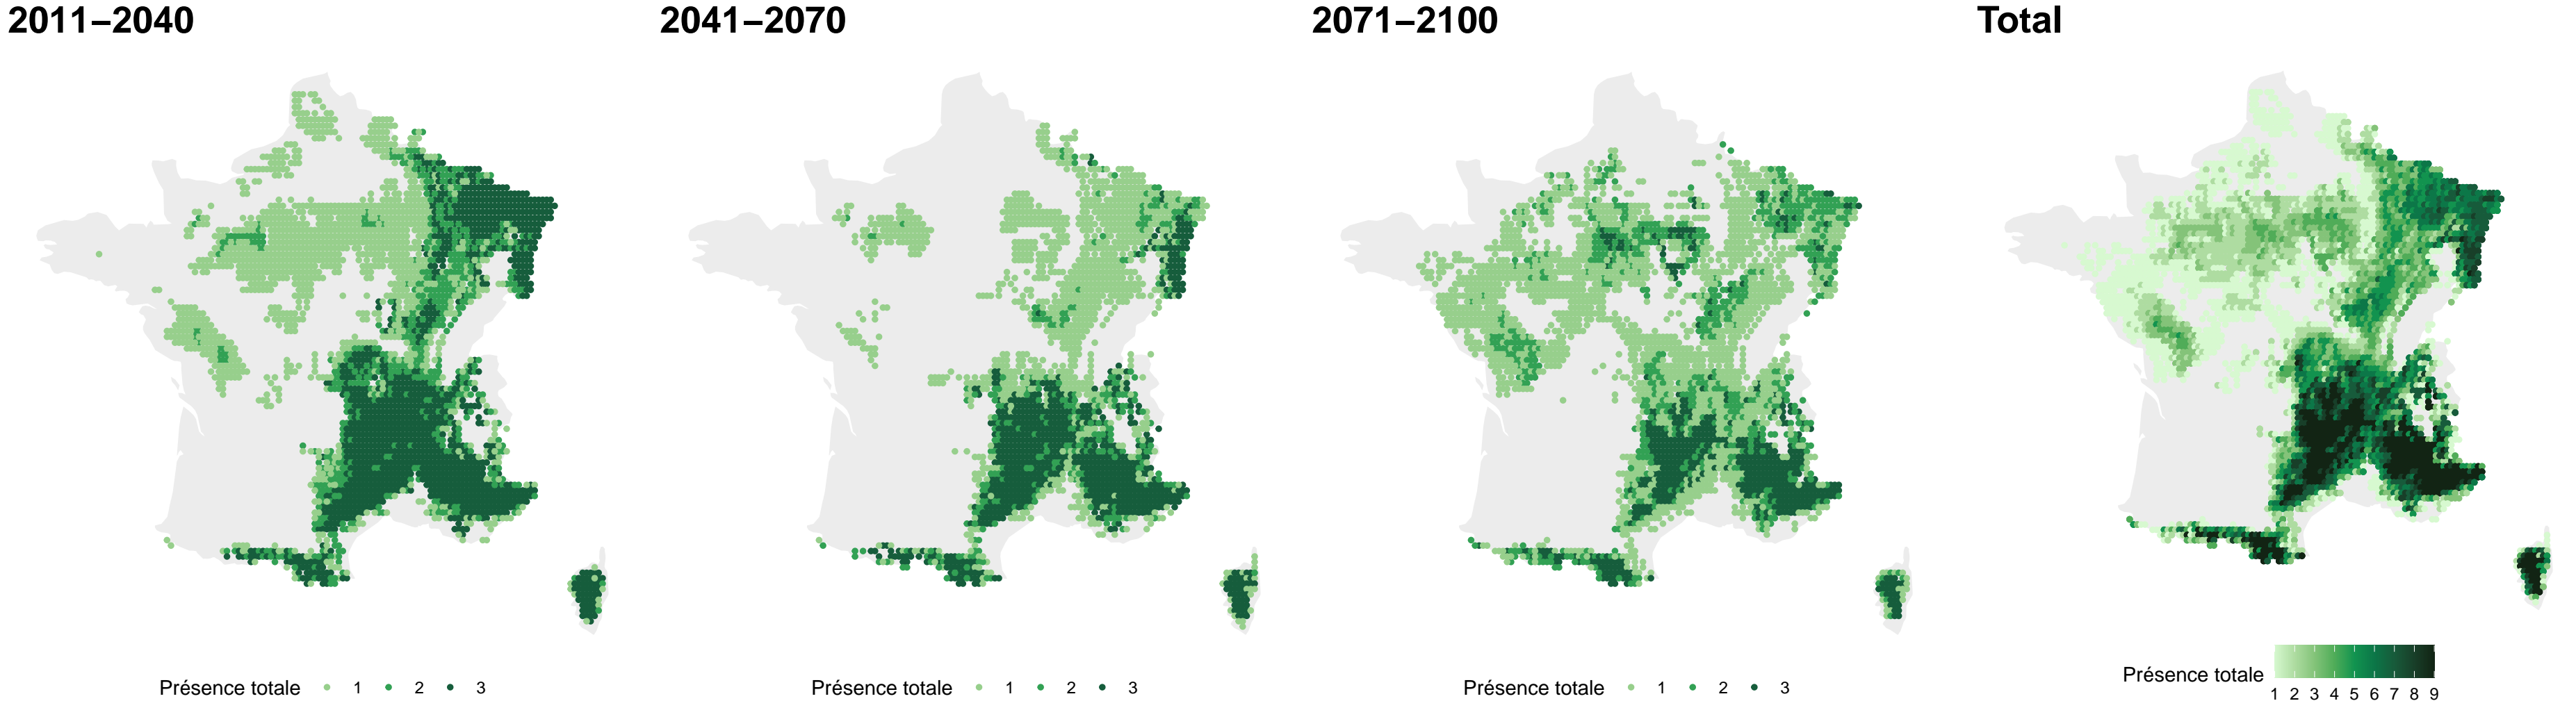 2011–2040
2041–2070
2071–2100
Total
Présence totale 1 2 3
Présence totale 1 2 3
Présence totale 1 2 3
Présence totale
1 2 3 4 5 6 7 8 9